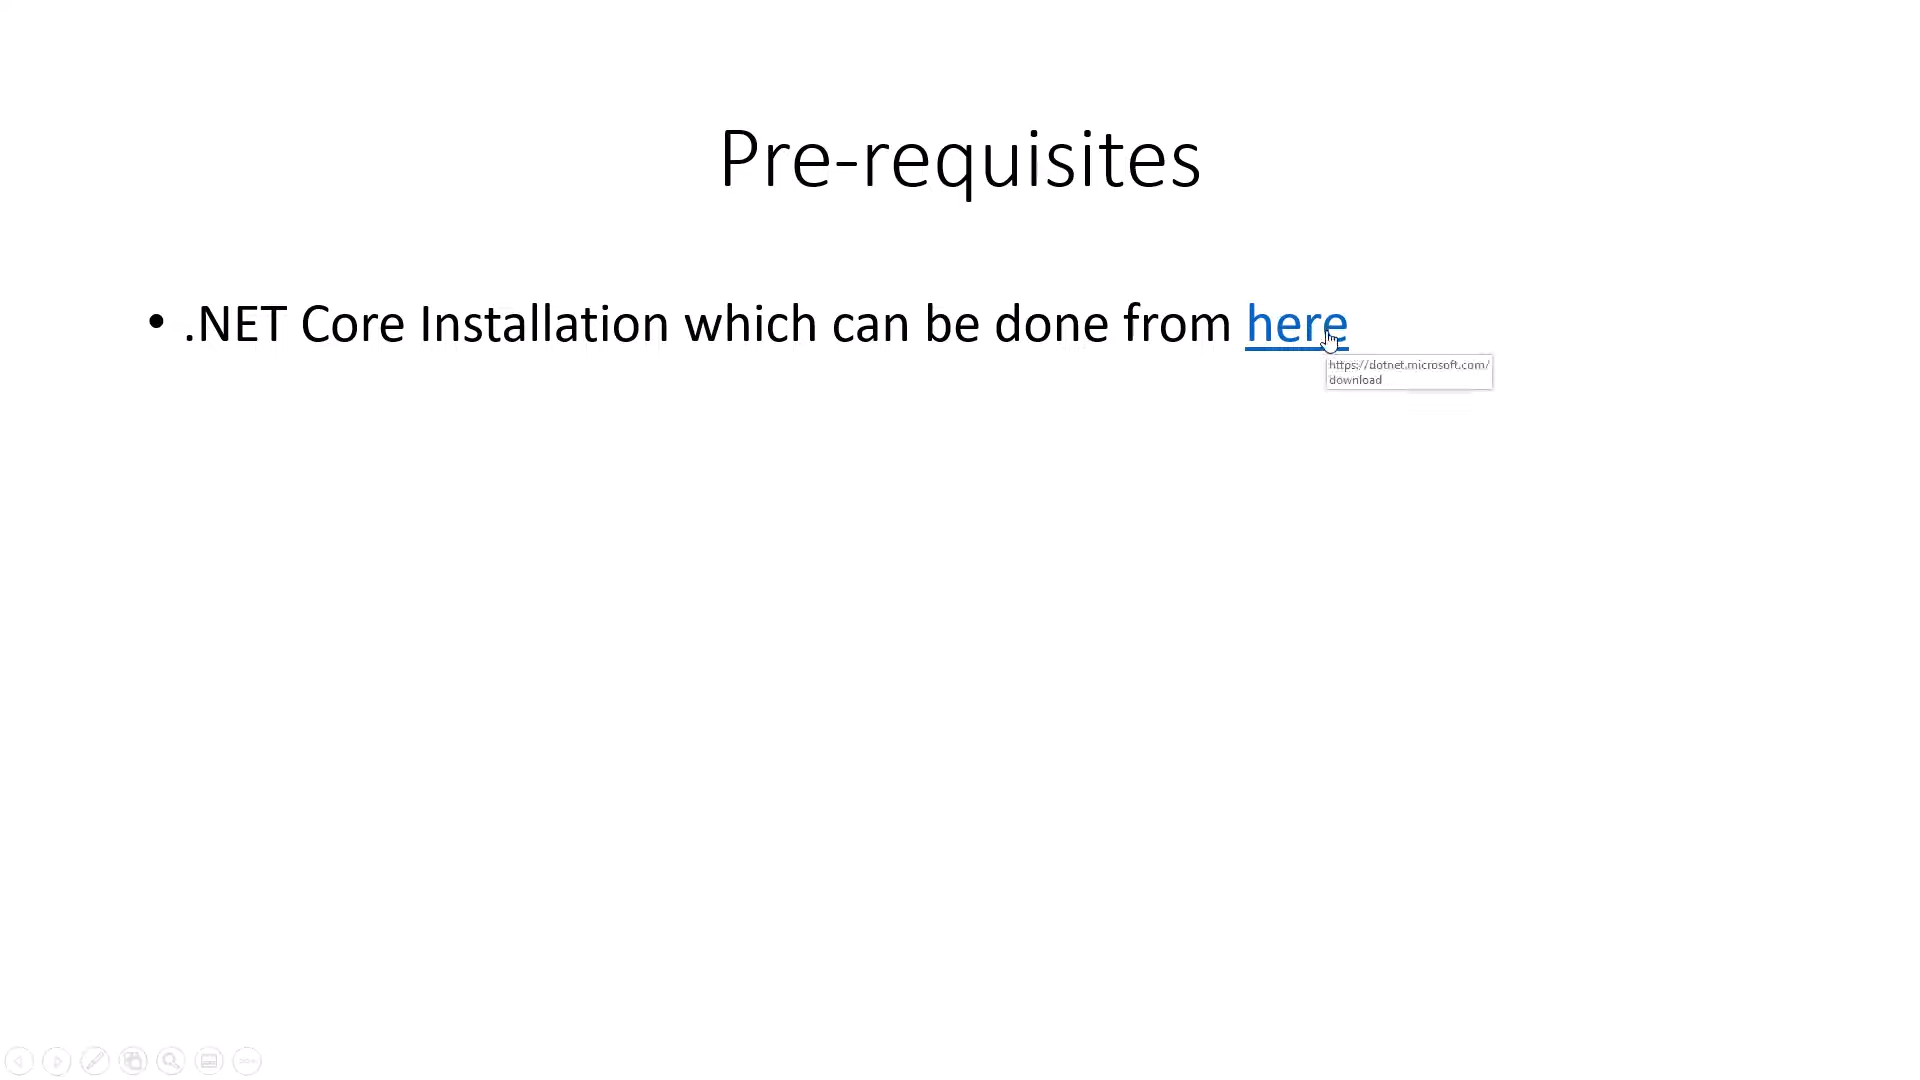 Pre-requisites
• .NET Core Installation which can be done from here
https://dotnet.microsoft.com/
download